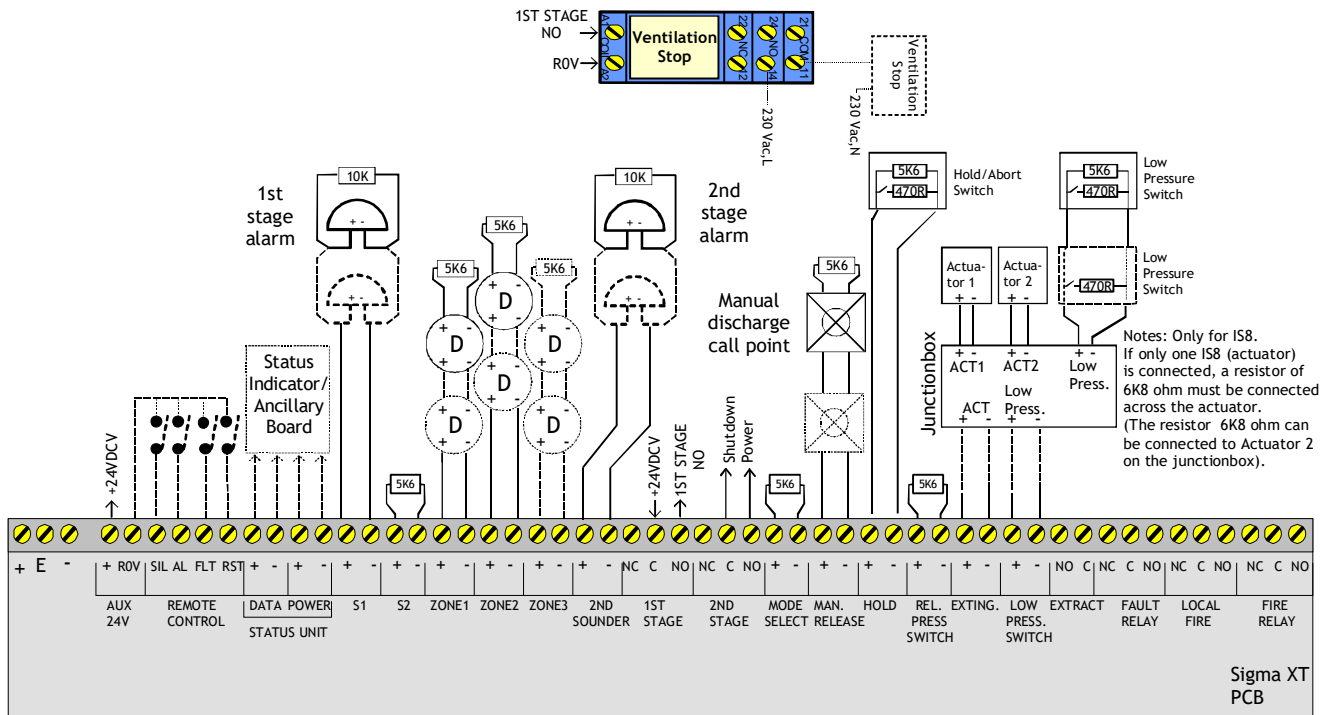 1ST STAGE
NO
R0V
A1
COIL
A2
Ventilation
Stop
22
NC
12
24
NO
14
21
COM
11
Ventilation
Stop
230 Vac,L
230 Vac,N
10K
+ -
+ -
1st
stage
alarm
10K
+ -
+ -
2nd
stage
alarm
5K6
+ -
D
+ -
+ -
D
+ -
5K6
+ -
D
+ -
+ -
D
+ -
5K6
+ -
D
+ -
+ -
D
+ -
Status
Indicator/
Ancillary
Board
5K6
Manual
discharge
call point
5K6
470R
Hold/Abort
Switch
5K6
470R
Low
Pressure
Switch
470R
Low
Pressure
Switch
Actua-
tor 1
+ -
Actua-
tor 2
+ -
Junctionbox
+ -
ACT1
+ -
ACT2
+ -
Low
Press.
ACT
+ -
Low
Press.
+ -
Notes: Only for IS8.
If only one IS8 (actuator)
is connected, a resistor of
6K8 ohm must be connected
across the actuator.
(The resistor 6K8 ohm can
be connected to Actuator 2
on the junctionbox).
+24VDCV
5K6
+24VDCV
1ST STAGE
NO
Shutdown
Power
5K6
5K6
+ E -
+ R0V SIL AL FLT RST + - + - + - + - + - + - + - + - NC C NO NC C NO + - + - + - + - + - + - NO C NC C NO NC C NO NC C NO
AUX
24V
REMOTE
CONTROL
DATA POWER
STATUS UNIT
S1
S2
ZONE1
ZONE2
ZONE3
2ND
SOUNDER
1ST
STAGE
2ND
STAGE
MODE
SELECT
MAN.
RELEASE
HOLD
REL.
PRESS
SWITCH
EXTING.
LOW
PRESS.
SWITCH
EXTRACT
FAULT
RELAY
LOCAL
FIRE
FIRE
RELAY
Sigma XT
PCB